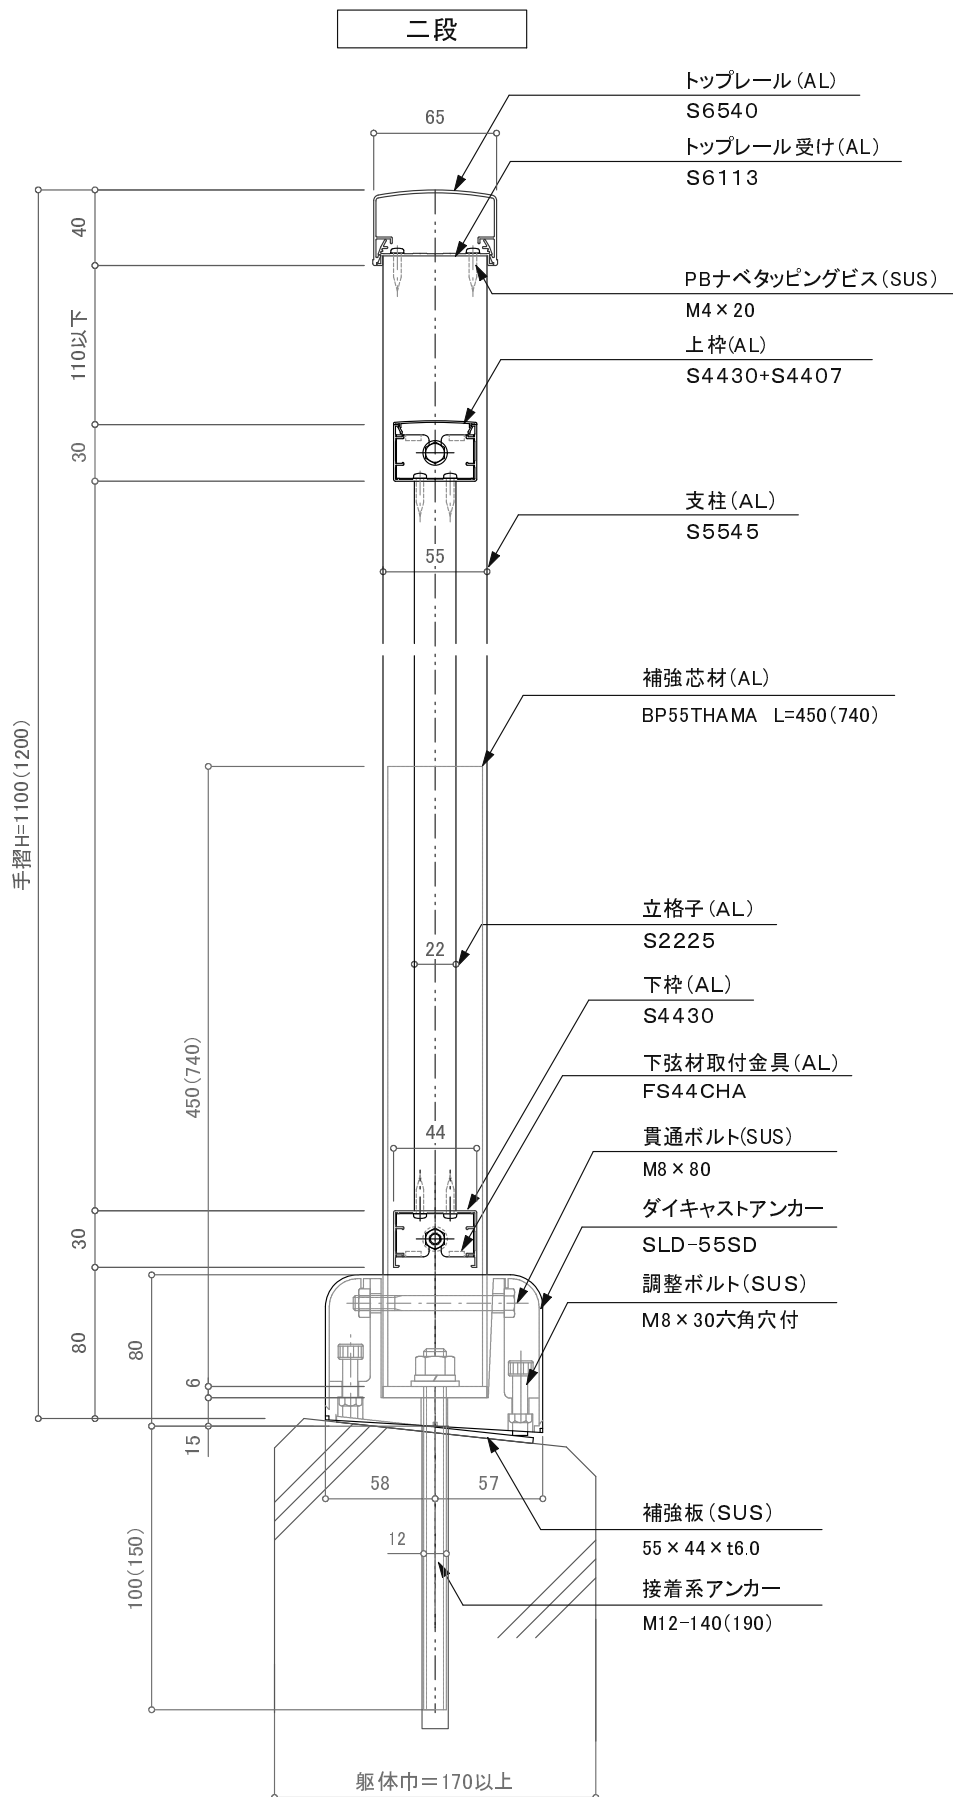 二段
トップレール(AL)
S6540
65
トップレール受け(AL)
S6113
40
PBナベタッピングビス(SUS)
M4×20
110以下
上枠(AL)
S4430+S4407
30
支柱(AL)
S5545
55
補強芯材(AL)
BP55THAMA L=450(740)
手摺H=1100(1200)
立格子(AL)
S2225
22
下枠(AL)
S4430
450(740)
下弦材取付金具(AL)
FS44CHA
44
貫通ボルト(SUS)
M8×80
ダイキャストアンカー
SLD-55SD
30
調整ボルト(SUS)
M8×30六角穴付
80
80
6
15
58
57
補強板(SUS)
55×44×t6.0
12
接着系アンカー
M12-140(190)
100(150)
躯体巾=170以上